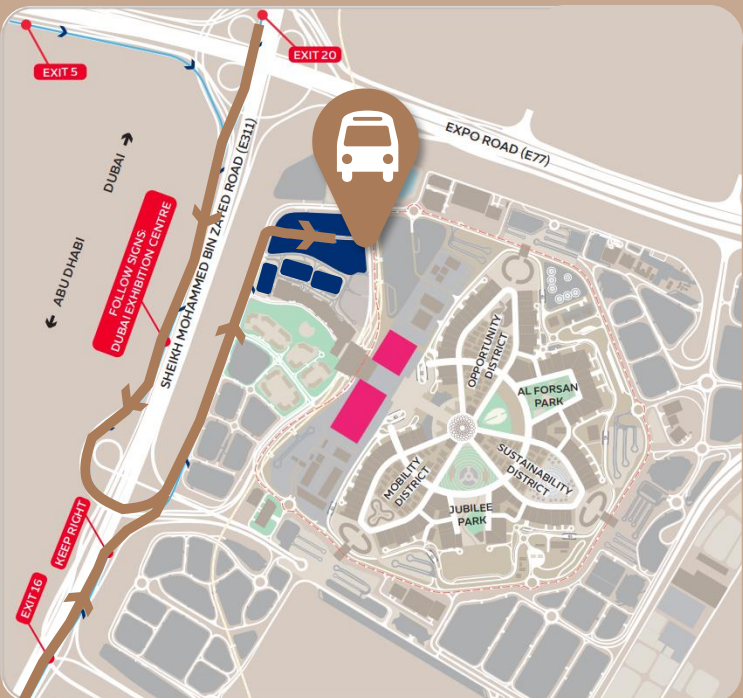 EXIT 5
EXIT 20
EXPO ROAD (E77)
DUBAI
ABU DHABI
FOLLOW SIGNS:
DUBAI EXHIBITION CENTRE
SHEIKH MOHAMMED BIN ZAYED ROAD (E311)
OPPORTUNITY
DISTRICT
AL FORSAN
PARK
SUSTAINABILITY
DISTRICT
MOBILITY
DISTRICT
JUBILEE
PARK
KEEP RIGHT
EXIT 16